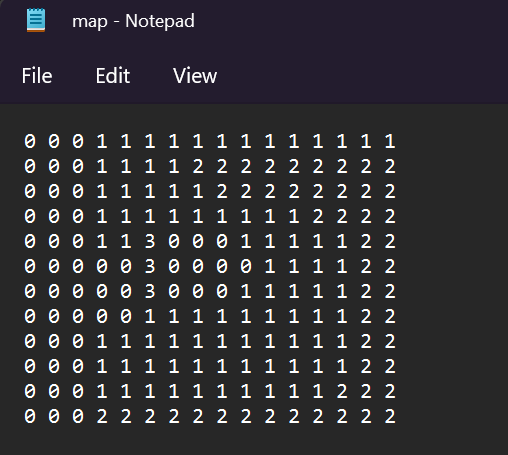 map - Notepad
File Edit View
0 0 0 1 1 1 1 1 1 1 1 1 1 1 1 1
0 0 0 1 1 1 1 2 2 2 2 2 2 2 2 2
0 0 0 1 1 1 1 1 2 2 2 2 2 2 2 2
0 0 0 1 1 1 1 1 1 1 1 1 2 2 2 2
0 0 0 1 1 3 0 0 0 1 1 1 1 1 2 2
0 0 0 0 0 3 0 0 0 0 1 1 1 1 2 2
0 0 0 0 0 3 0 0 0 1 1 1 1 1 2 2
0 0 0 0 0 1 1 1 1 1 1 1 1 1 2 2
0 0 0 1 1 1 1 1 1 1 1 1 1 1 2 2
0 0 0 1 1 1 1 1 1 1 1 1 1 1 2 2
0 0 0 1 1 1 1 1 1 1 1 1 1 2 2 2
0 0 0 2 2 2 2 2 2 2 2 2 2 2 2 2